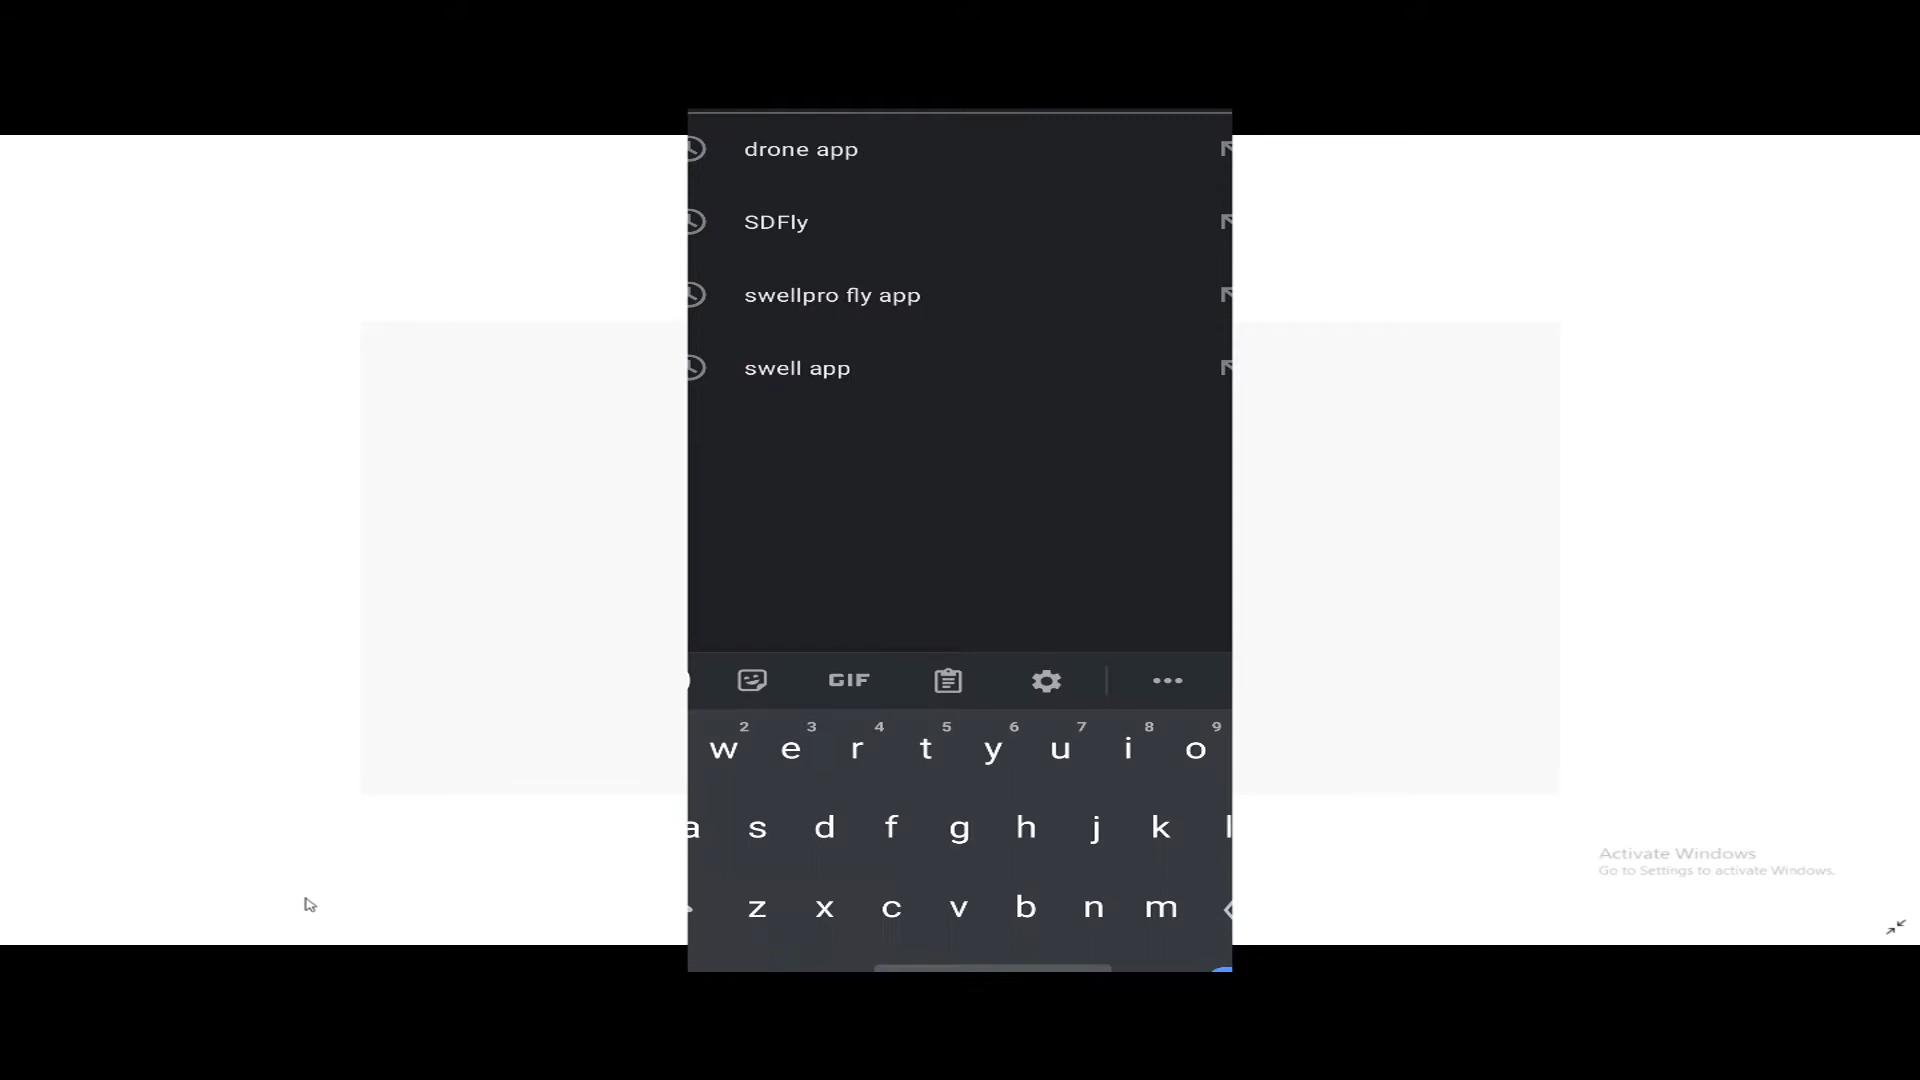 drone app
SDFly
swellpro fly app
swell app
GIF
2 3 4 5 6 7 8 9
w e r t y u i o
a s d f g h j k l
z x c v b n m
Activate Windows
Go to Settings to activate Windows.